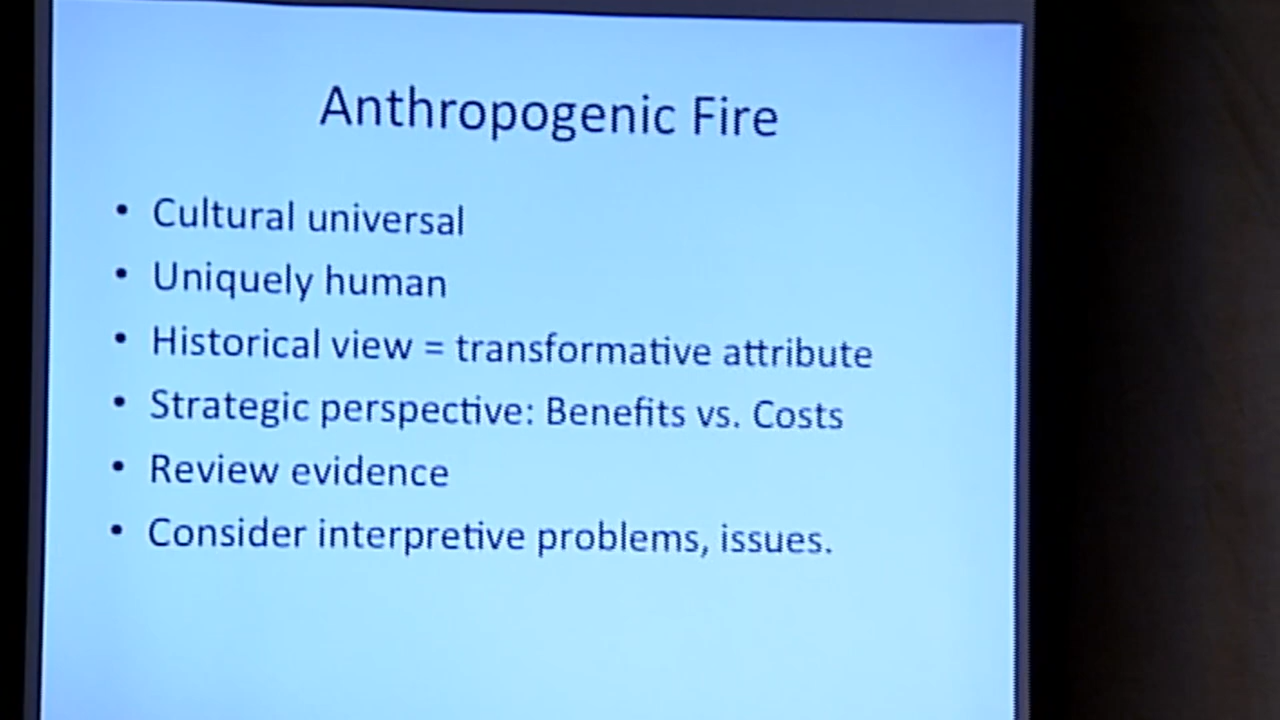 Anthropogenic Fire
• Cultural universal
• Uniquely human
• Historical view = transformative attribute
• Strategic perspective: Benefits vs. Costs
• Review evidence
• Consider interpretive problems, issues.